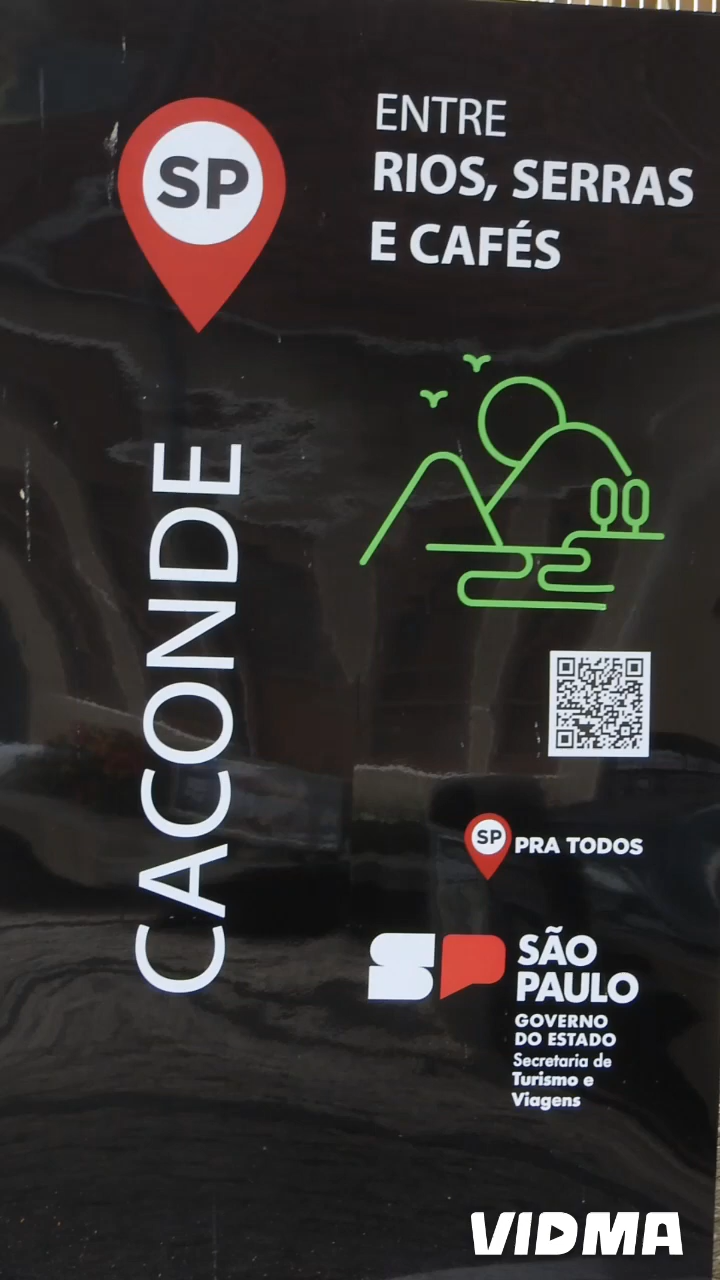 SP
ENTRE
RIOS, SERRAS
E CAFÉS
CACONDE
SP PRA TODOS
SP
SÃO
PAULO
GOVERNO
DO ESTADO
Secretaria de
Turismo e
Viagens
VIDMA